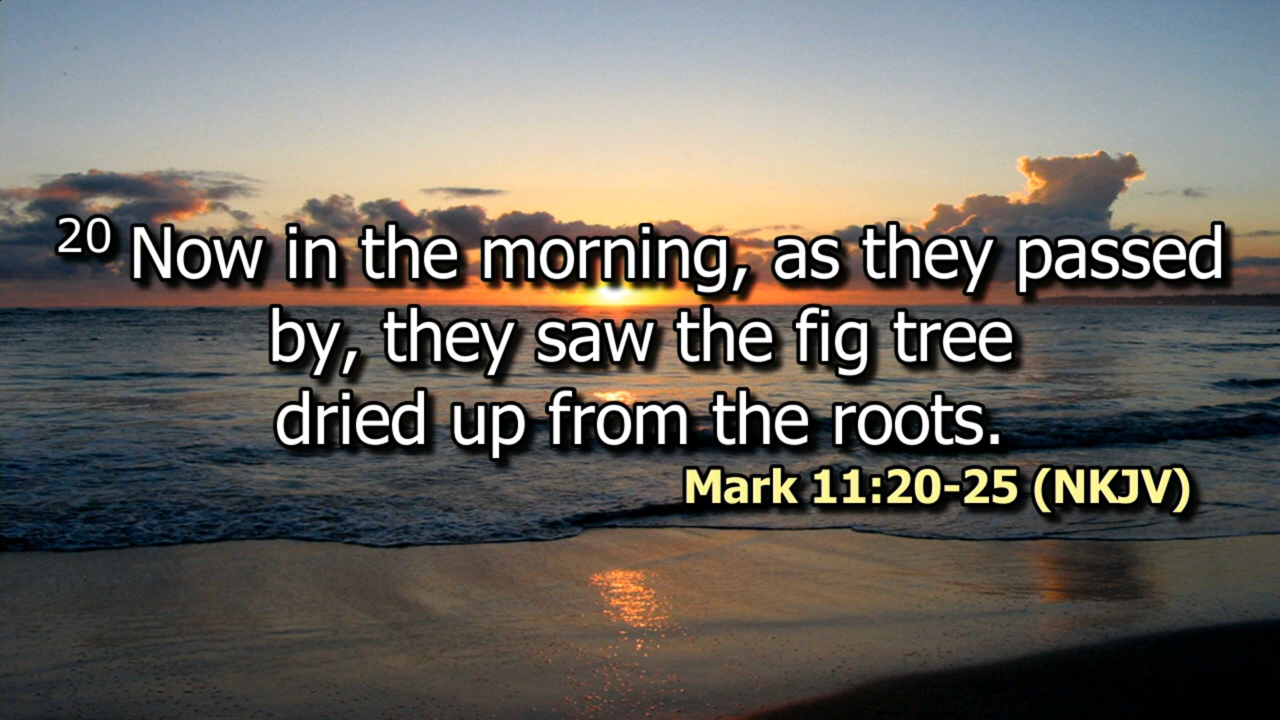 20 Now in the morning, as they passed
by, they saw the fig tree
dried up from the roots.
Mark 11:20-25 (NKJV)